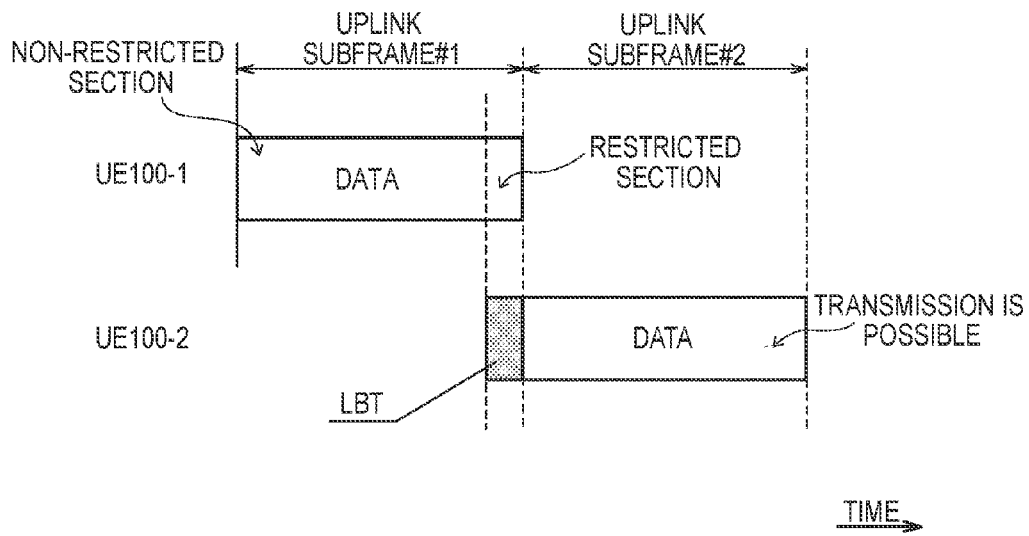 UPLINK
SUBFRAME#1
UPLINK
SUBFRAME#2
NON-RESTRICTED
SECTION
UE100-1
DATA
RESTRICTED
SECTION
UE100-2
DATA
TRANSMISSION IS
POSSIBLE
LBT
TIME